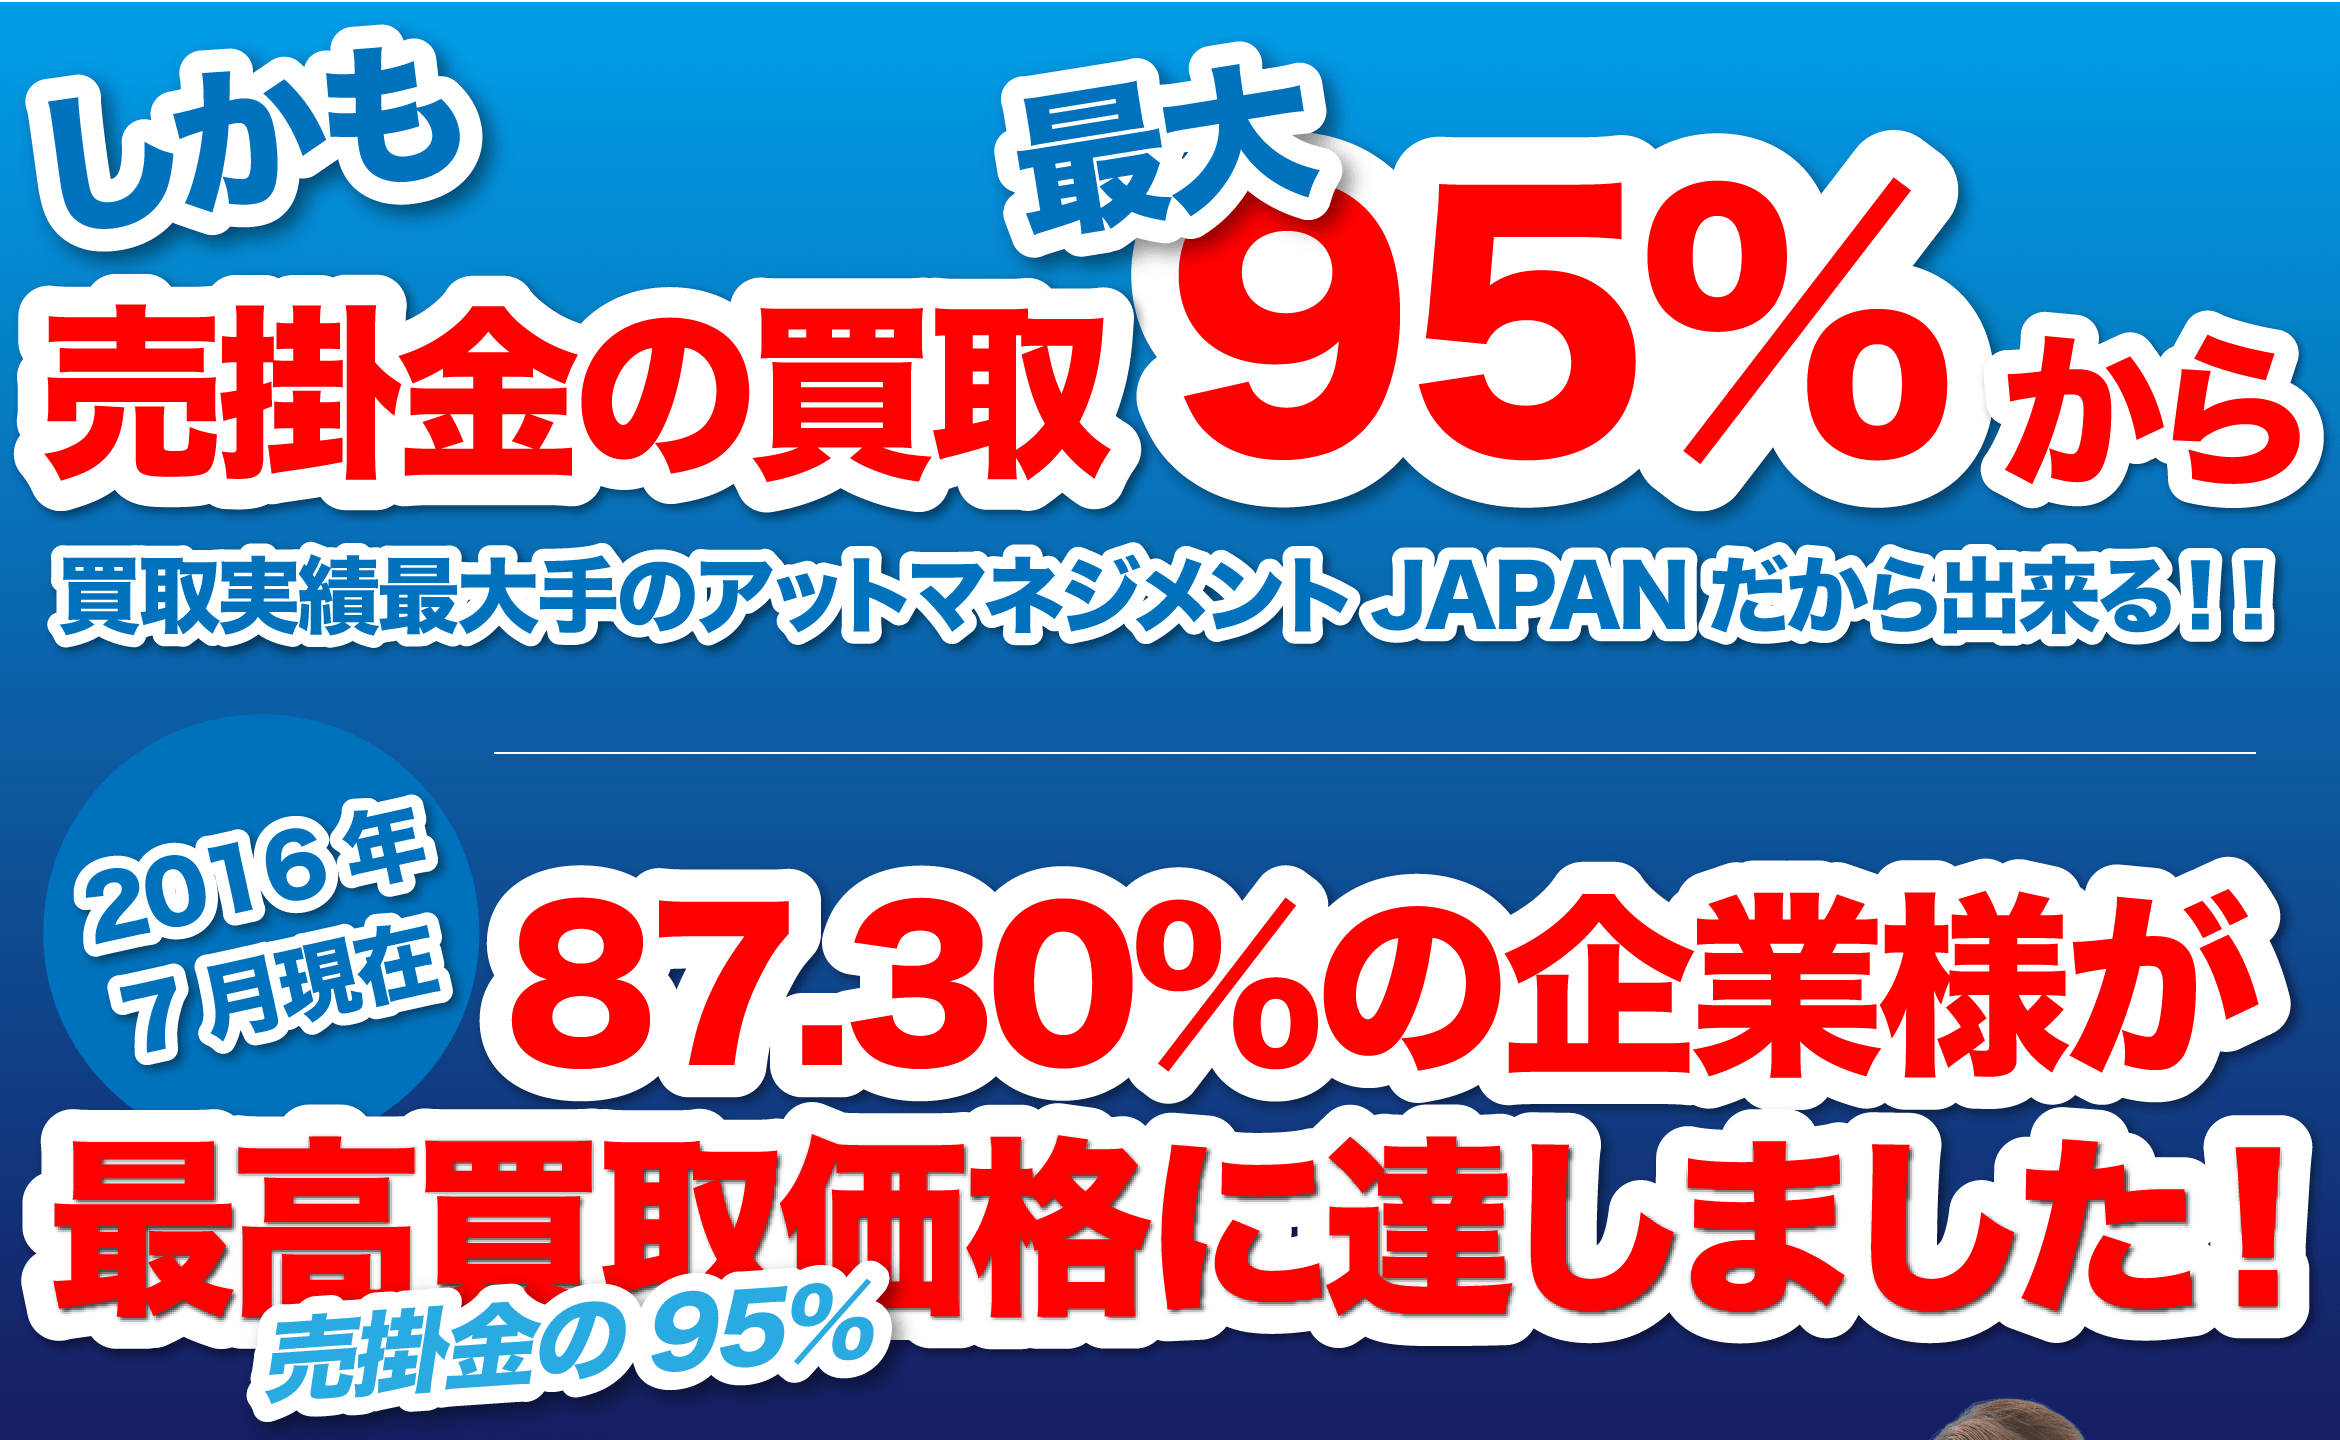 しかも
最大
売掛金の買取95%から
買取実績最大手のアットマネジメントJAPANだから出来る！！
2016年
7月現在
87.30%の企業様が
最高買取価格に達しました！
売掛金の95%